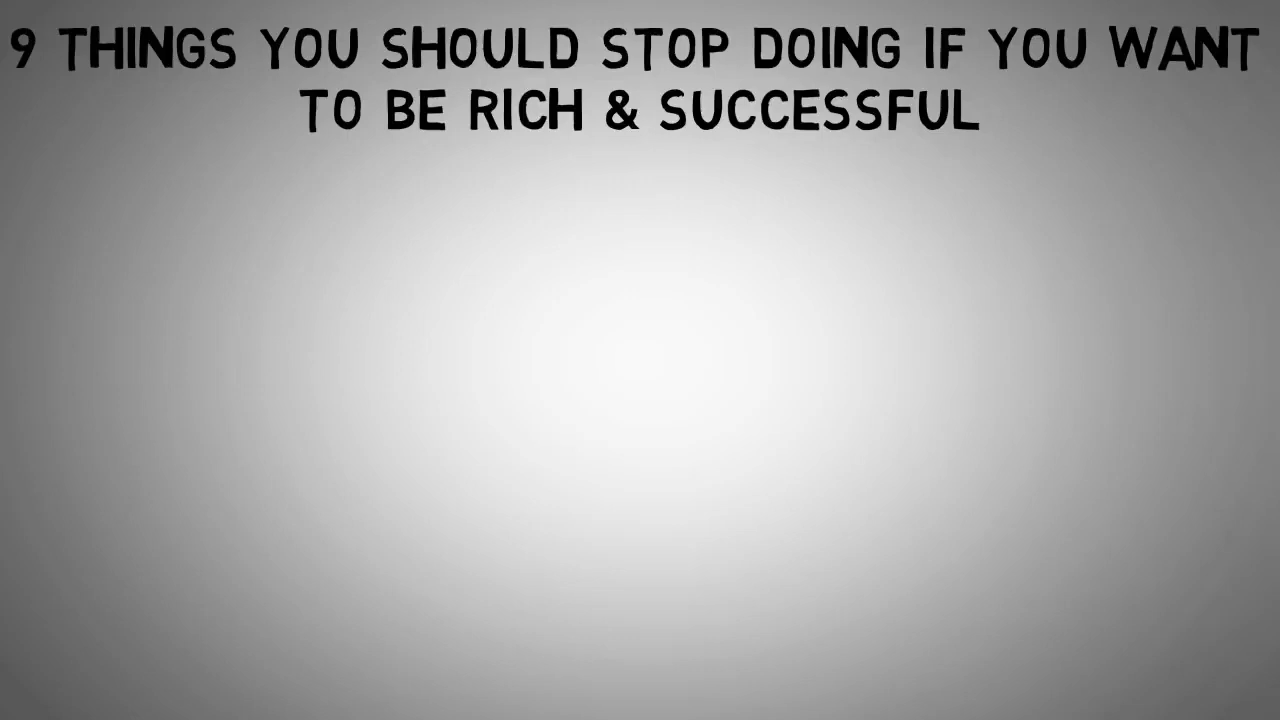 9 THINGS YOU SHOULD STOP DOING IF YOU WANT
TO BE RICH & SUCCESSFUL